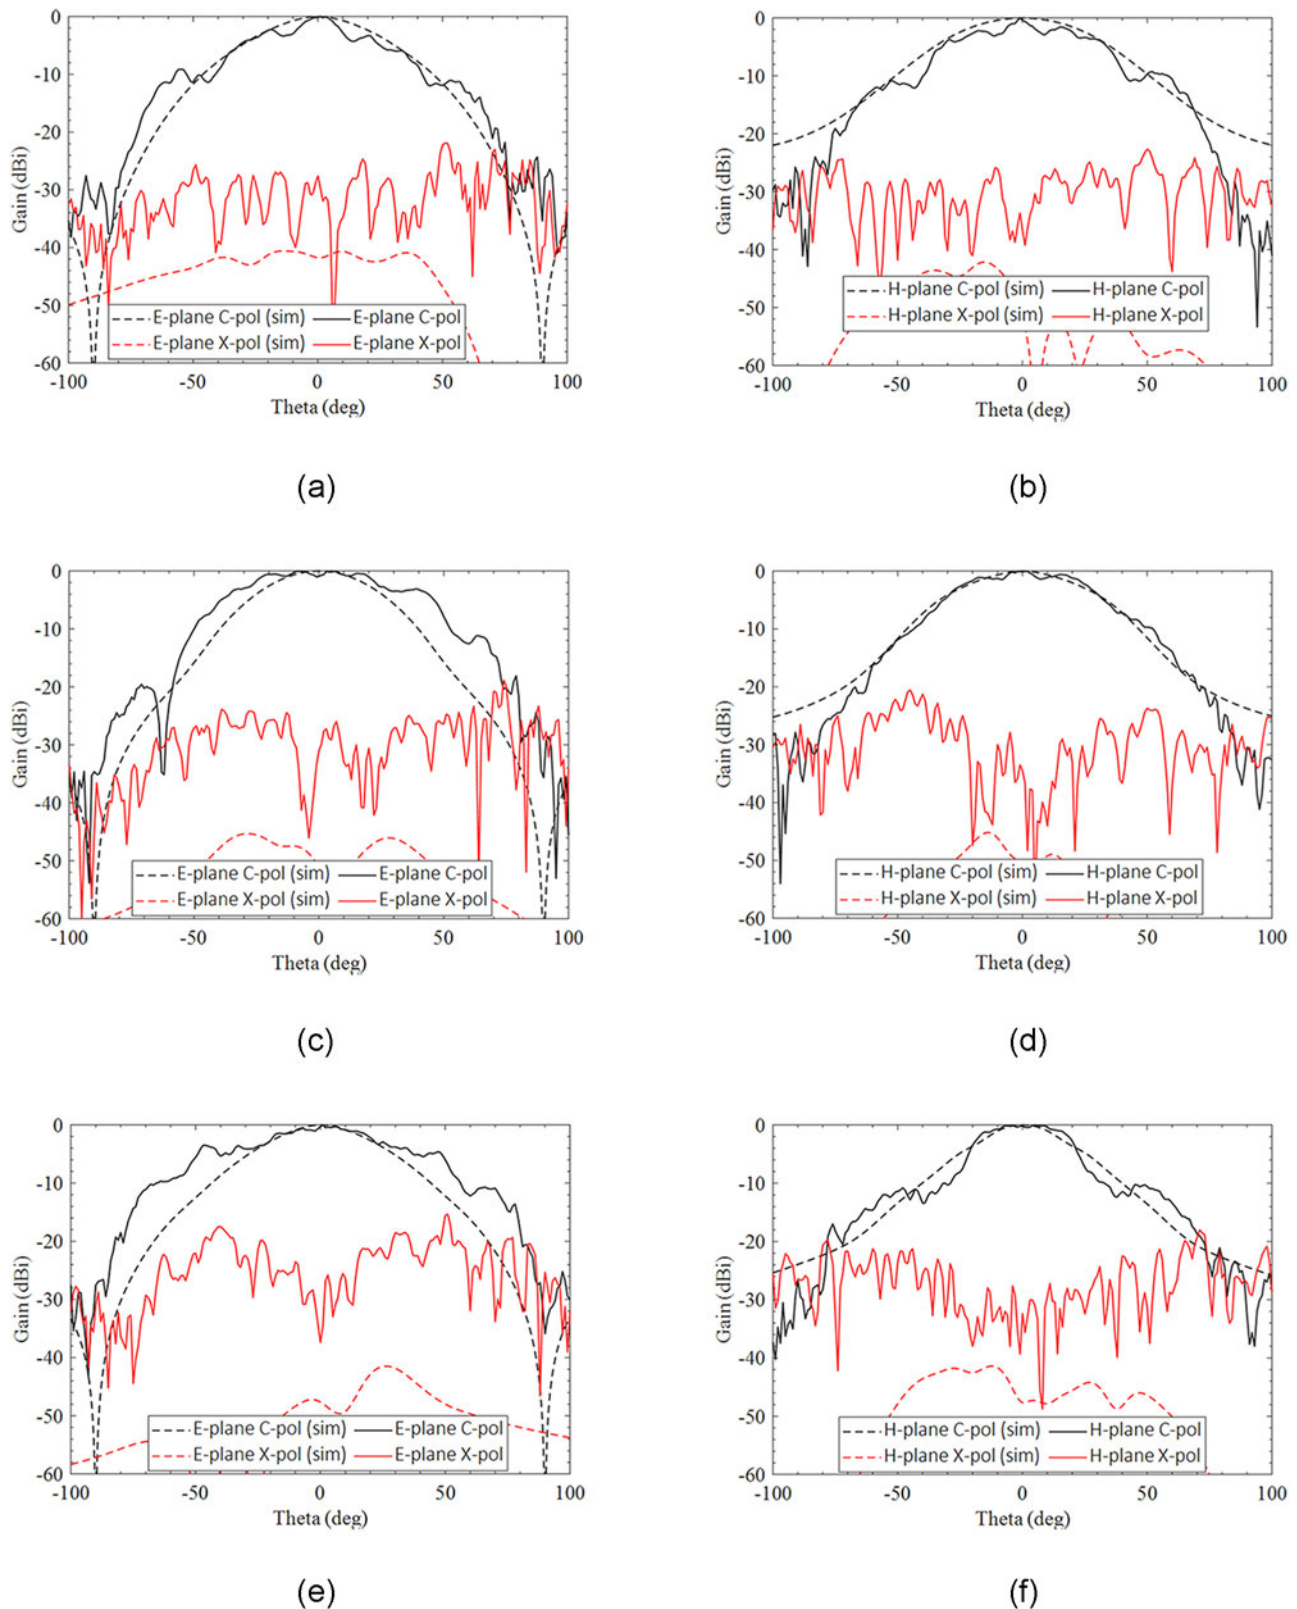 0
-10
-20
-30
-40
-50
-60
Gain (dBi)
-100 -50 0 50 100
Theta (deg)
E-plane C-pol (sim) E-plane C-pol
E-plane X-pol (sim) E-plane X-pol
(a)
0
-10
-20
-30
-40
-50
-60
Gain (dBi)
-100 -50 0 50 100
Theta (deg)
H-plane C-pol (sim) H-plane C-pol
H-plane X-pol (sim) H-plane X-pol
(b)
0
-10
-20
-30
-40
-50
-60
Gain (dBi)
-100 -50 0 50 100
Theta (deg)
E-plane C-pol (sim) E-plane C-pol
E-plane X-pol (sim) E-plane X-pol
(c)
0
-10
-20
-30
-40
-50
-60
Gain (dBi)
-100 -50 0 50 100
Theta (deg)
H-plane C-pol (sim) H-plane C-pol
H-plane X-pol (sim) H-plane X-pol
(d)
0
-10
-20
-30
-40
-50
-60
Gain (dBi)
-100 -50 0 50 100
Theta (deg)
E-plane C-pol (sim) E-plane C-pol
E-plane X-pol (sim) E-plane X-pol
(e)
0
-10
-20
-30
-40
-50
-60
Gain (dBi)
-100 -50 0 50 100
Theta (deg)
H-plane C-pol (sim) H-plane C-pol
H-plane X-pol (sim) H-plane X-pol
(f)